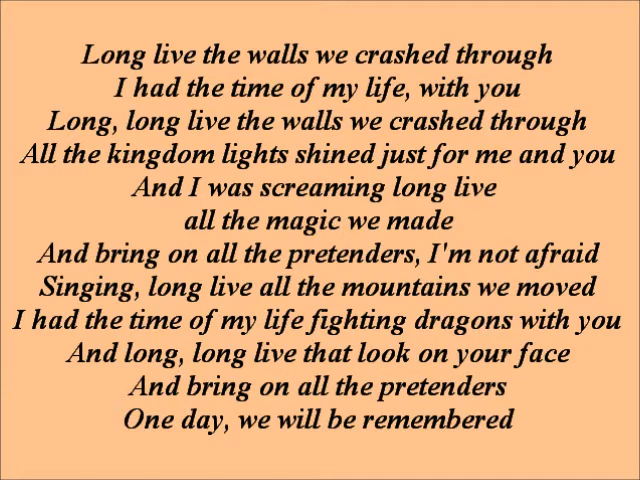 Long live the walls we crashed through
I had the time of my life, with you
Long, long live the walls we crashed through
All the kingdom lights shined just for me and you
And I was screaming long live
all the magic we made
And bring on all the pretenders, I'm not afraid
Singing, long live all the mountains we moved
I had the time of my life fighting dragons with you
And long, long live that look on your face
And bring on all the pretenders
One day, we will be remembered